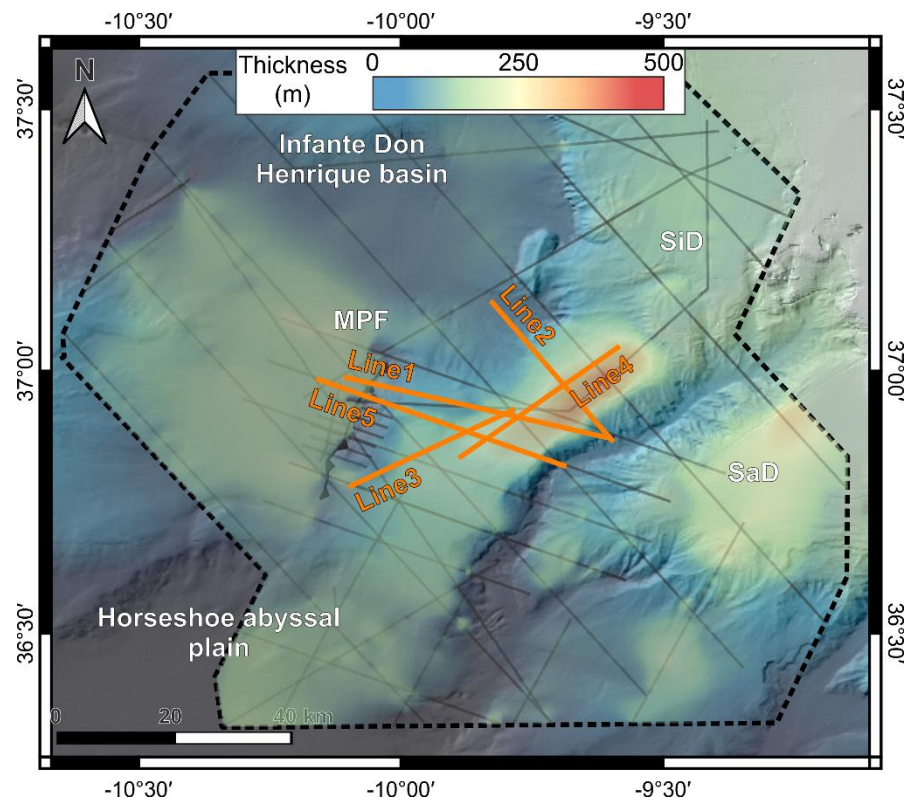 -10°30′ -10°00′ -9°30′
Thickness
(m)
0 250 500
N
37°30′ 37°30′
Infante Don
Henrique basin
SiD
MPF
Line2
Line1
37°00′ 37°00′
Line4
Line5
Line3
SaD
Horseshoe abyssal
plain
36°30′ 36°30′
0 20 40 km
-10°30′ -10°00′ -9°30′